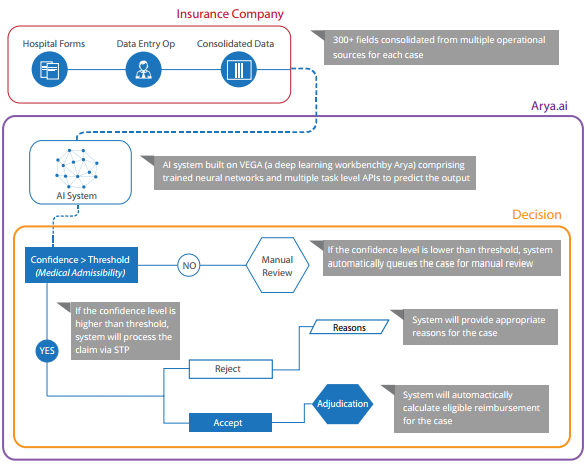 Insurance Company
Hospital Forms
Data Entry Op
Consolidated Data
300+ fields consolidated from multiple operational
sources for each case
Arya.ai
AI System
AI system built on VEGA (a deep learning workbenchby Arya) comprising
trained neural networks and multiple task level APIs to predict the output
Decision
Confidence > Threshold
(Medical Admisibility)
NO
Manual
Review
If the confidence level is lower than threshold, system
automatically queues the case for manual review
If the confidence level is
higher than threshold,
system will process the
claim via STP
YES
Reasons
System will provide appropriate
reasons for the case
Reject
Accept
Adjudication
System will automactically
calculate eligible reimbursement
for the case